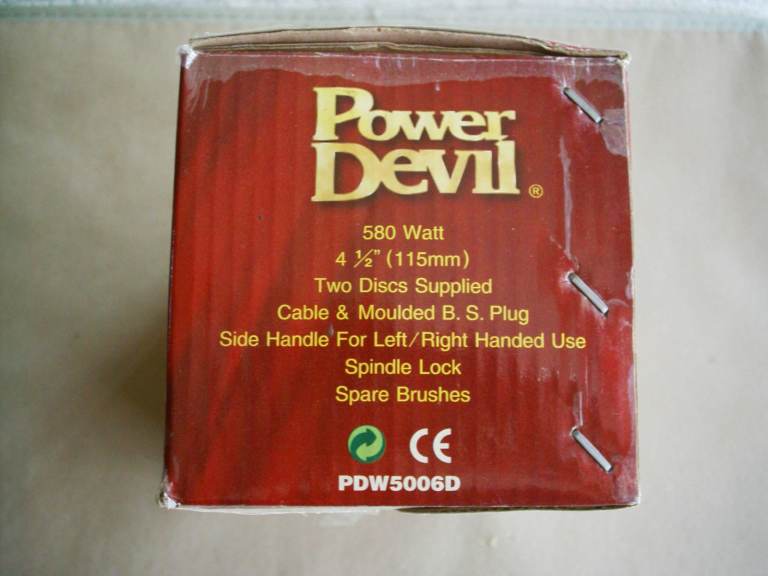 Power
Devil ®
580 Watt
4 ½" (115mm)
Two Discs Supplied
Cable & Moulded B. S. Plug
Side Handle For Left/Right Handed Use
Spindle Lock
Spare Brushes
CE
PDW5006D